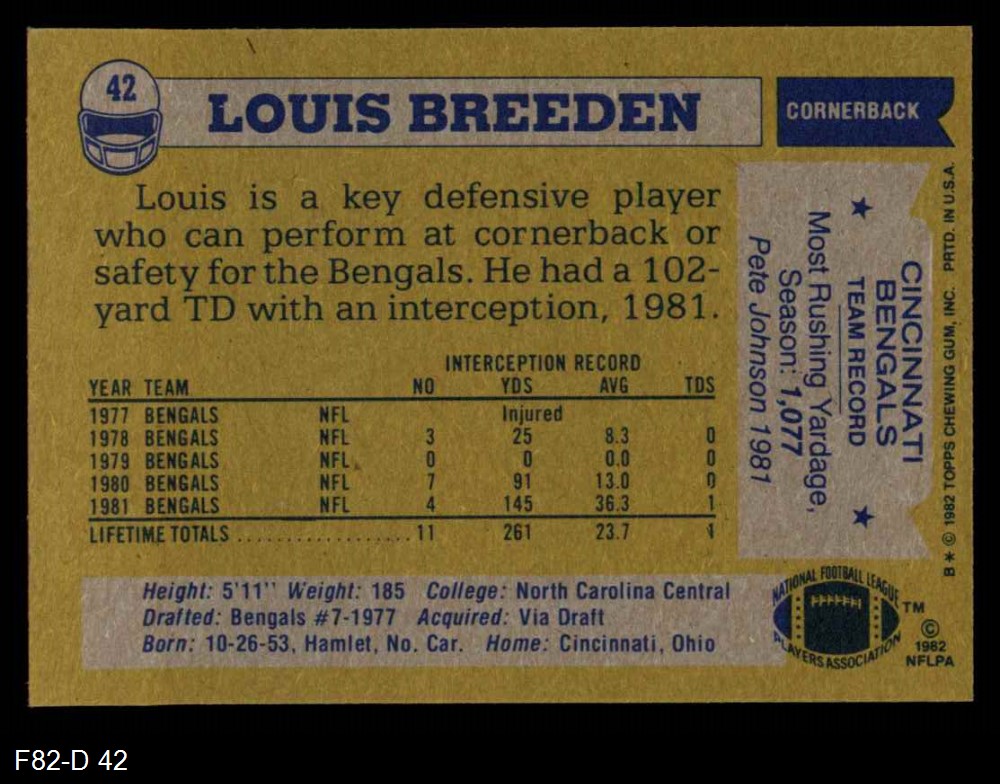 42
LOUIS BREEDEN
CORNERBACK
Louis is a key defensive player
who can perform at cornerback or
safety for the Bengals. He had a 102-
yard TD with an interception, 1981.
INTERCEPTION RECORD
YEAR TEAM NO YDS AVG TDS
1977 BENGALS NFL Injured
1978 BENGALS NFL 3 25 8.3 0
1979 BENGALS NFL 0 0 0.0 0
1980 BENGALS NFL 7 91 13.0 0
1981 BENGALS NFL 4 145 36.3 1
LIFETIME TOTALS .................. 11 261 23.7 1
Height: 5'11" Weight: 185 College: North Carolina Central
Drafted: Bengals #7-1977 Acquired: Via Draft
Born: 10-26-53, Hamlet, No. Car. Home: Cincinnati, Ohio
CINCINNATI
BENGALS
TEAM RECORD
Most Rushing Yardage,
Season: 1,077
Pete Johnson 1981
B * © 1982 TOPPS CHEWING GUM, INC. PRTD. IN U.S.A.
NATIONAL FOOTBALL LEAGUE
PLAYERS ASSOCIATION
TM
©
1982
NFLPA
F82-D 42